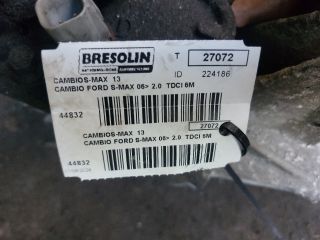 BRESOLIN
T 27072
ID 224186
CAMBIOS-MAX 13
CAMBIO FORD S-MAX 06> 2.0 TDCI 6M
44832
27072
CAMBIOS-MAX 13
CAMBIO FORD S-MAX 06> 2.0 TDCI 6M
44832